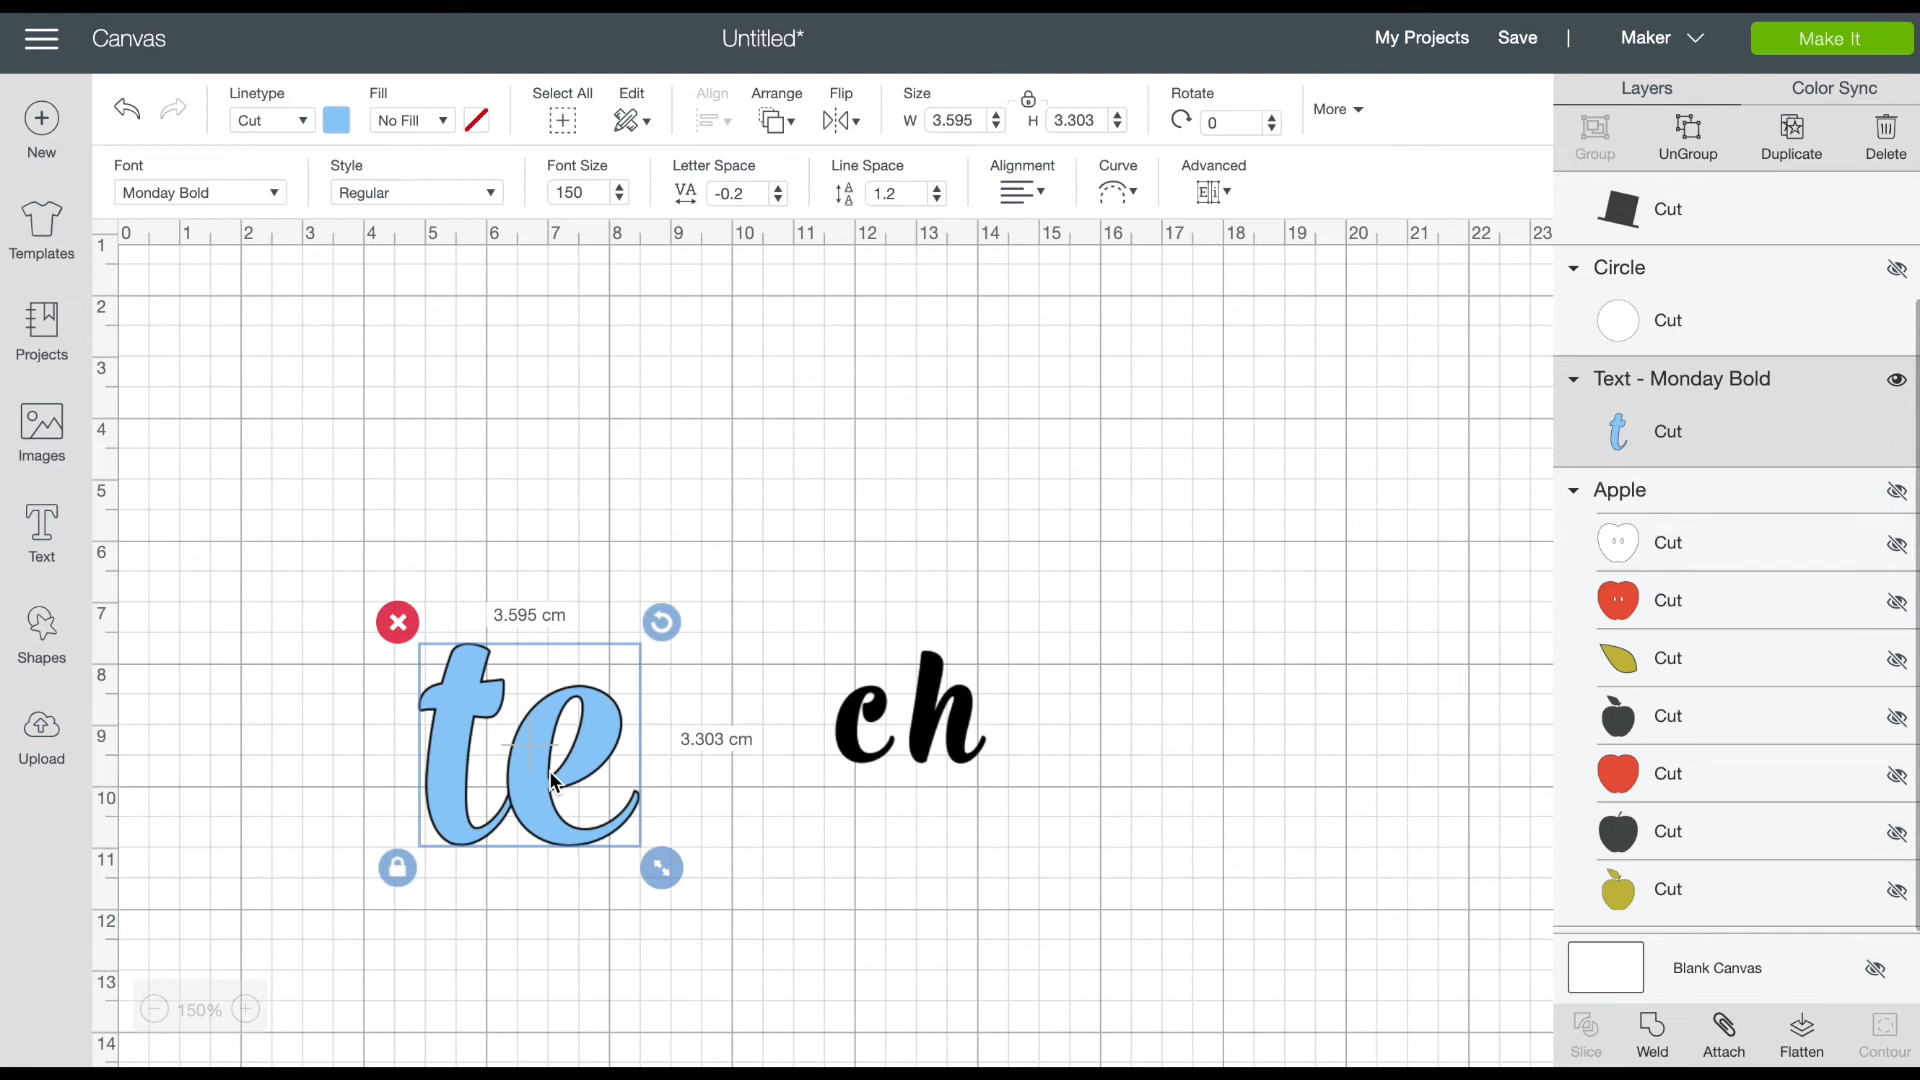 Canvas
Untitled*
My Projects Save | Maker Make It
New
Templates
Projects
Images
Text
Shapes
Upload
Linetype Fill Select All Edit Align Arrange Flip Size Rotate
Cut No Fill W 3.595 H 3.303 0 More
Font Style Font Size Letter Space Line Space Alignment Curve Advanced
Monday Bold Regular 150 VA -0.2 1.2
0 1 2 3 4 5 6 7 8 9 10 11 12 13 14 15 16 17 18 19 20 21 22 23
1
2
3
4
5
6
7
8
9
10
11
12
13
14
3.595 cm
te
3.303 cm
ch
150%
Layers Color Sync
Group UnGroup Duplicate Delete
Cut
Circle
Cut
Text - Monday Bold
t Cut
Apple
Cut
Cut
Cut
Cut
Cut
Cut
Cut
Blank Canvas
Slice Weld Attach Flatten Contour